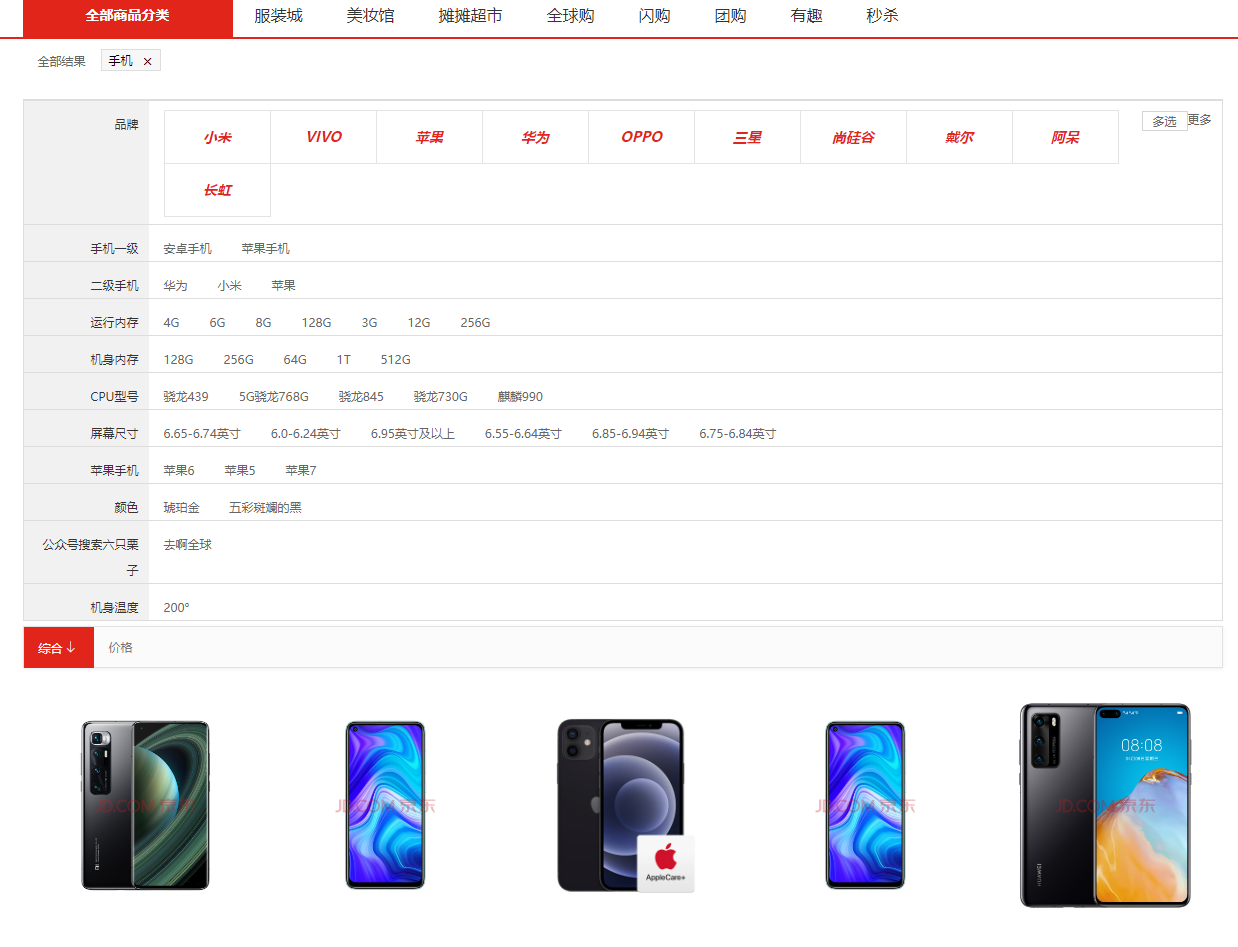 全部商品分类 服装城 美妆馆 摊摊超市 全球购 闪购 团购 有趣 秒杀
全部结果 手机 ×
品牌 小米 VIVO 苹果 华为 OPPO 三星 尚硅谷 戴尔 阿呆 多选 更多
长虹
手机一级 安卓手机 苹果手机
二级手机 华为 小米 苹果
运行内存 4G 6G 8G 128G 3G 12G 256G
机身内存 128G 256G 64G 1T 512G
CPU型号 骁龙439 5G骁龙768G 骁龙845 骁龙730G 麒麟990
屏幕尺寸 6.65-6.74英寸 6.0-6.24英寸 6.95英寸及以上 6.55-6.64英寸 6.85-6.94英寸 6.75-6.84英寸
苹果手机 苹果6 苹果5 苹果7
颜色 琥珀金 五彩斑斓的黑
公众号搜索六只栗 去啊全球
子
机身温度 200°
综合↓ 价格
08:08
JD.COM 京东 JD.COM 京东 JD.COM 京东 JD.COM 京东
AppleCare+